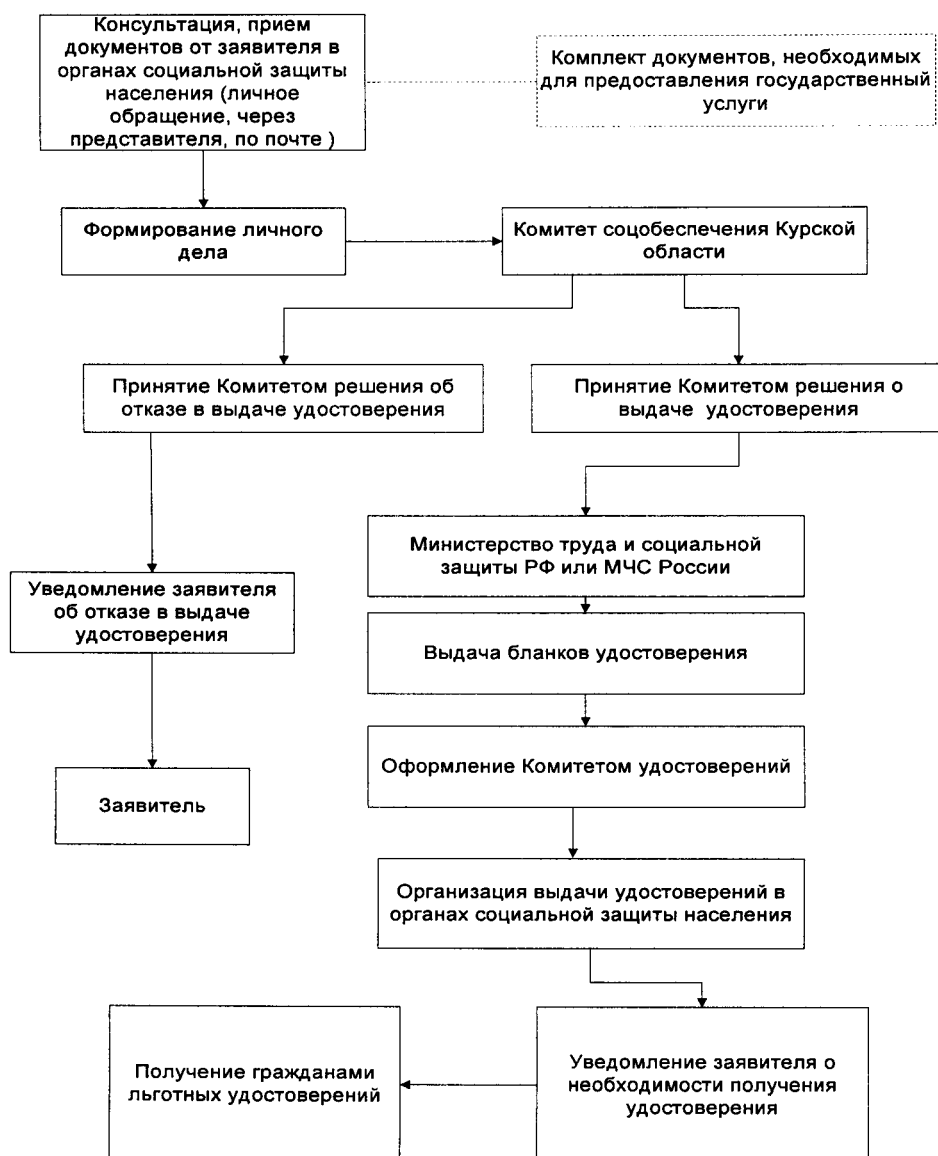 Консультация, прием
документов от заявителя в
органах социальной защиты
населения (личное
обращение, через
представителя, по почте )
Комплект документов, необходимых
для предоставления государственный
услуги
Формирование личного
дела
Комитет соцобеспечения Курской
области
Принятие Комитетом решения об
отказе в выдаче удостоверения
Принятие Комитетом решения о
выдаче удостоверения
Министерство труда и социальной
защиты РФ или МЧС России
Уведомление заявителя
об отказе в выдаче
удостоверения
Выдача бланков удостоверения
Оформление Комитетом удостоверений
Заявитель
Организация выдачи удостоверений в
органах социальной защиты населения
Получение гражданами
льготных удостоверений
Уведомление заявителя о
необходимости получения
удостоверения